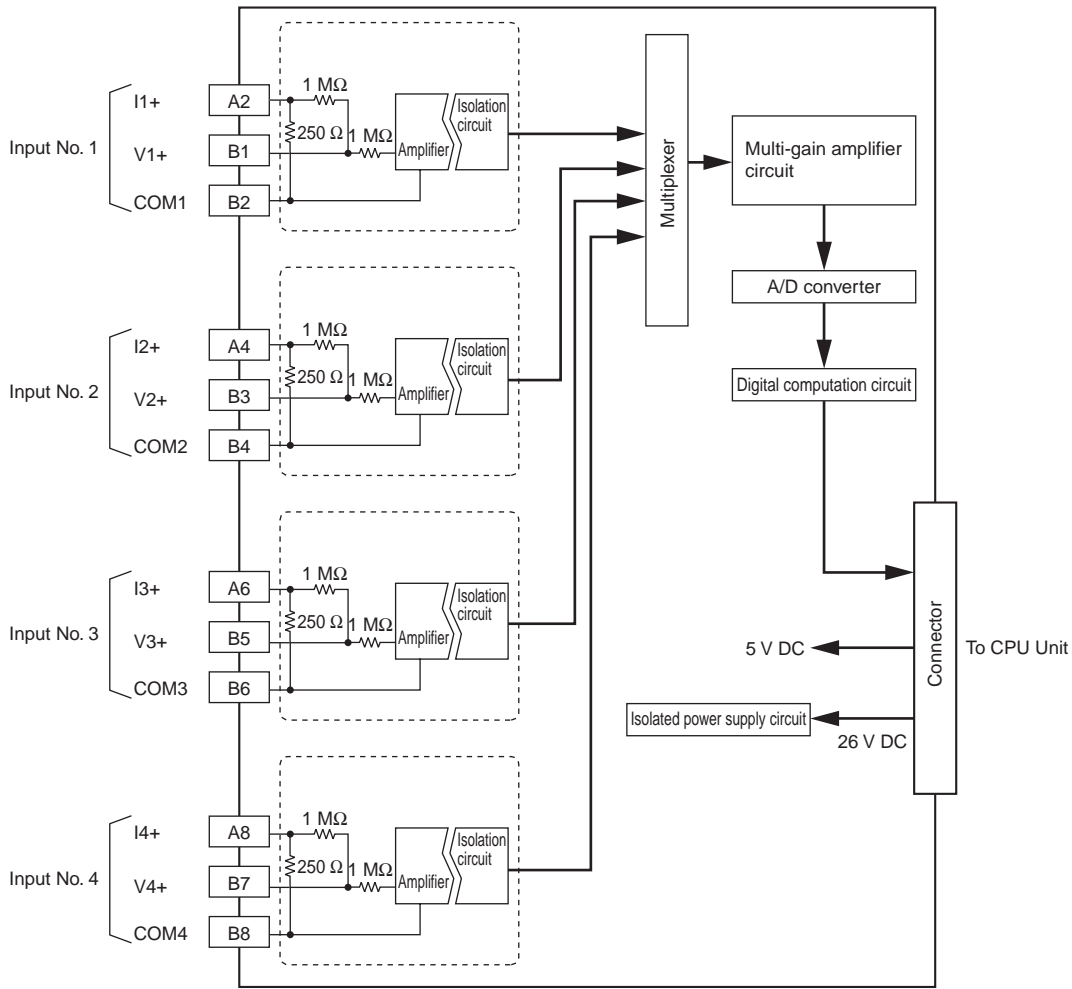 Input No. 1
I1+
V1+
COM1
A2
B1
B2
1 MΩ
250 Ω
1 MΩ
Amplifier
Isolation
circuit
Input No. 2
I2+
V2+
COM2
A4
B3
B4
1 MΩ
250 Ω
1 MΩ
Amplifier
Isolation
circuit
Input No. 3
I3+
V3+
COM3
A6
B5
B6
1 MΩ
250 Ω
1 MΩ
Amplifier
Isolation
circuit
Input No. 4
I4+
V4+
COM4
A8
B7
B8
1 MΩ
250 Ω
1 MΩ
Amplifier
Isolation
circuit
Multiplexer
Multi-gain amplifier
circuit
A/D converter
Digital computation circuit
Connector
To CPU Unit
5 V DC
Isolated power supply circuit
26 V DC